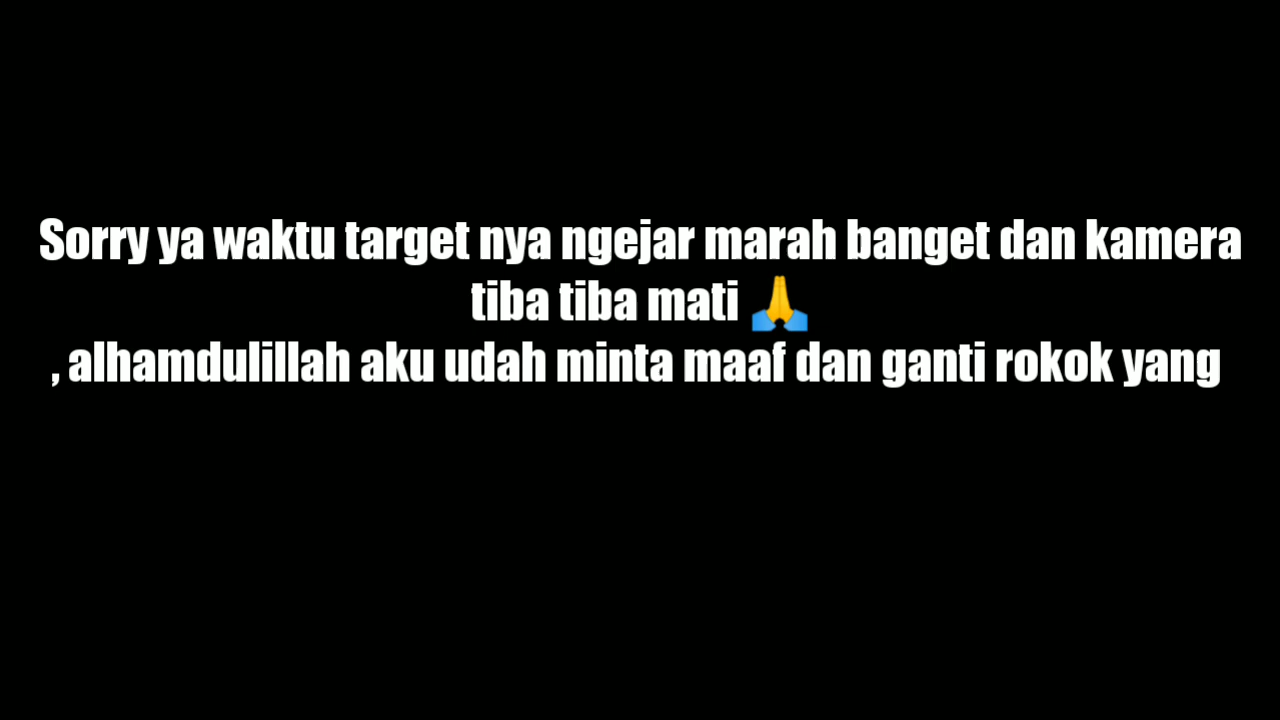 Sorry ya waktu target nya ngejar marah banget dan kamera
tiba tiba mati 🙏
, alhamdulillah aku udah minta maaf dan ganti rokok yang